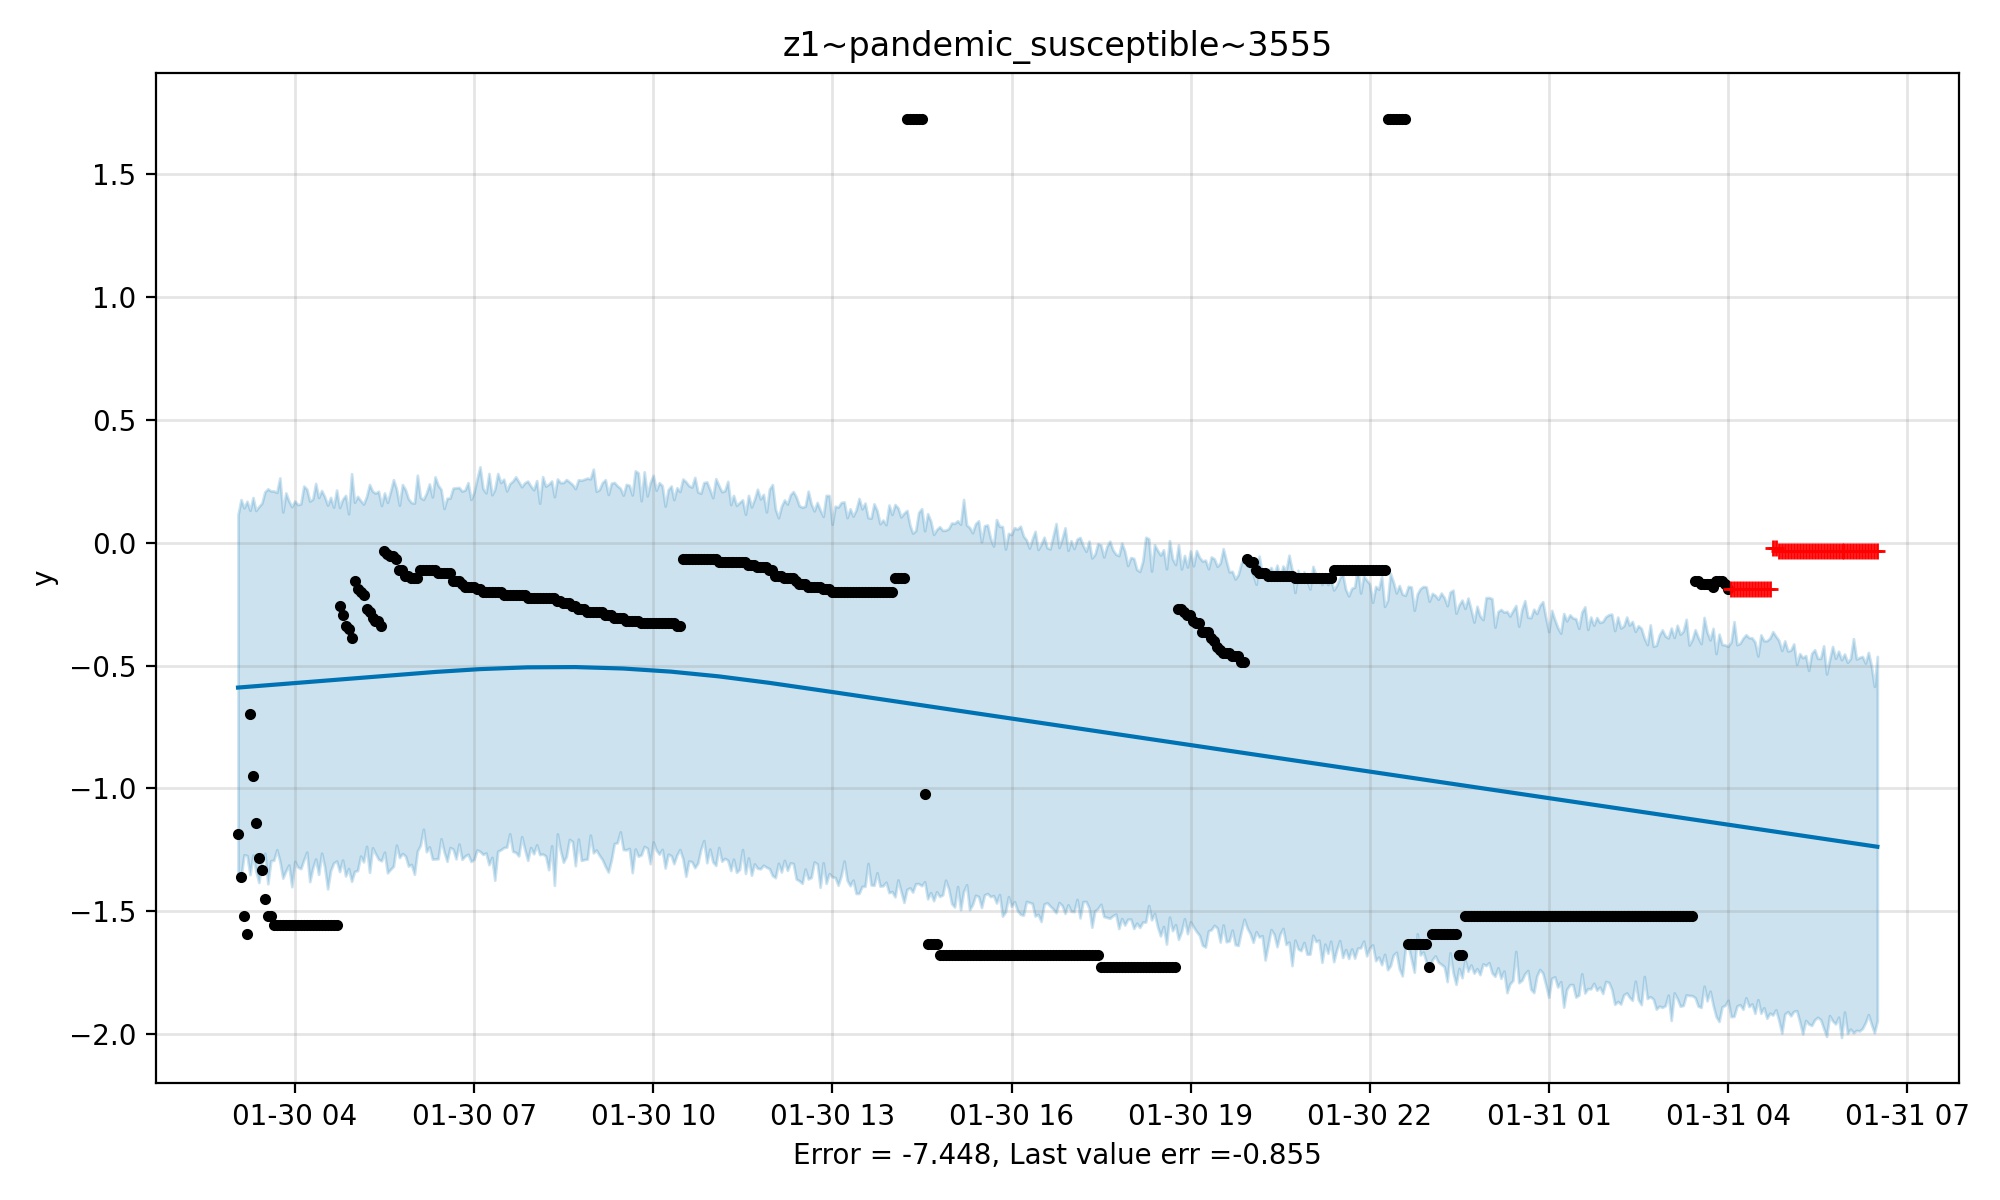 z1~pandemic_susceptible~3555
1.5
1.0
0.5
0.0
−0.5
−1.0
−1.5
−2.0
y
01-30 04 01-30 07 01-30 10 01-30 13 01-30 16 01-30 19 01-30 22 01-31 01 01-31 04 01-31 07
Error = -7.448, Last value err =-0.855